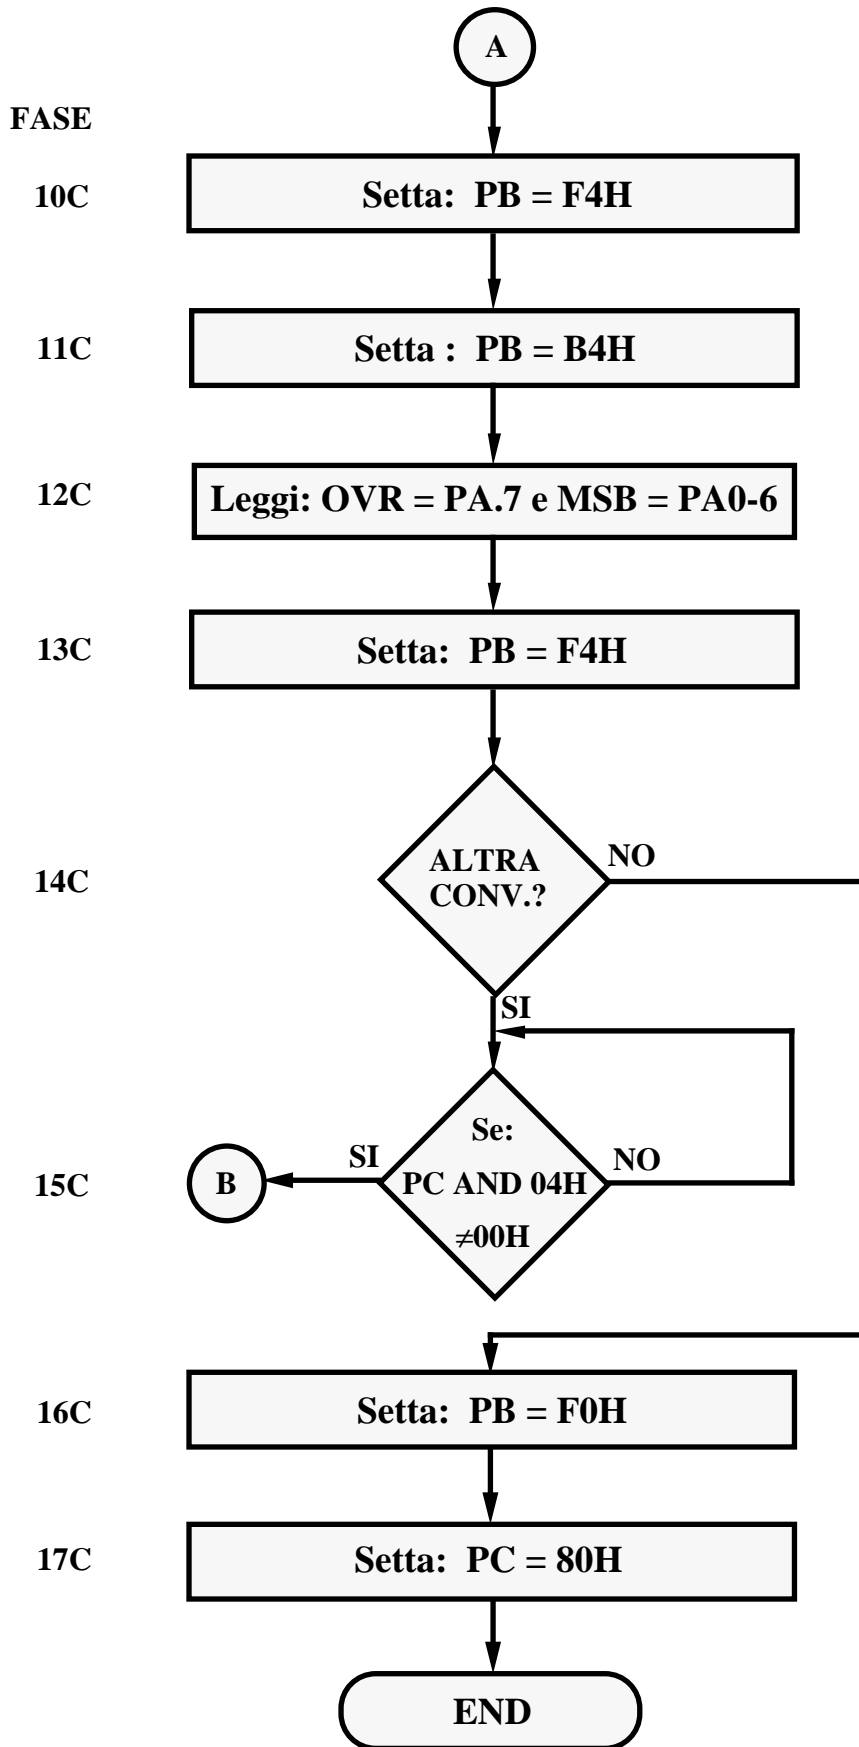 A
FASE
10C
Setta: PB = F4H
11C
Setta : PB = B4H
12C
Leggi: OVR = PA.7 e MSB = PA0-6
13C
Setta: PB = F4H
14C
ALTRA
CONV.?
NO
SI
15C
B
SI
Se:
PC AND 04H
≠00H
NO
16C
Setta: PB = F0H
17C
Setta: PC = 80H
END